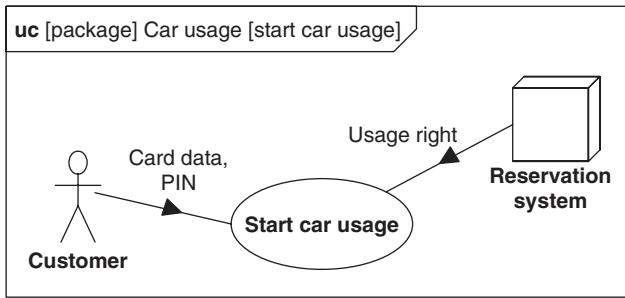 uc [package] Car usage [start car usage]
Usage right
Card data,
PIN
Reservation
system
Start car usage
Customer